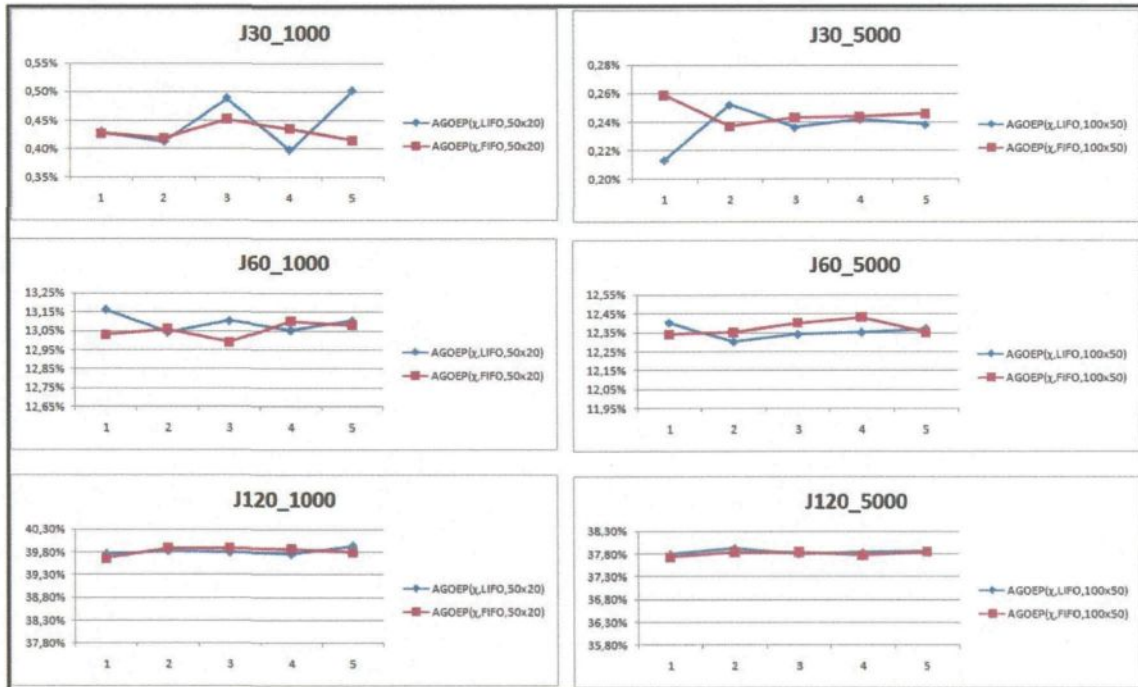 J30_1000
0,55%
0,50%
0,45%
0,40%
0,35%
1 2 3 4 5
AGOEP(χ,LIFO,50x20)
AGOEP(χ,FIFO,50x20)
J30_5000
0,28%
0,26%
0,24%
0,22%
0,20%
1 2 3 4 5
AGOEP(χ,LIFO,100x50)
AGOEP(χ,FIFO,100x50)
J60_1000
13,25%
13,15%
13,05%
12,95%
12,85%
12,75%
12,65%
1 2 3 4 5
AGOEP(χ,LIFO,50x20)
AGOEP(χ,FIFO,50x20)
J60_5000
12,55%
12,45%
12,35%
12,25%
12,15%
12,05%
11,95%
1 2 3 4 5
AGOEP(χ,LIFO,100x50)
AGOEP(χ,FIFO,100x50)
J120_1000
40,30%
39,80%
39,30%
38,80%
38,30%
37,80%
1 2 3 4 5
AGOEP(χ,LIFO,50x20)
AGOEP(χ,FIFO,50x20)
J120_5000
38,30%
37,80%
37,30%
36,80%
36,30%
35,80%
1 2 3 4 5
AGOEP(χ,LIFO,100x50)
AGOEP(χ,FIFO,100x50)